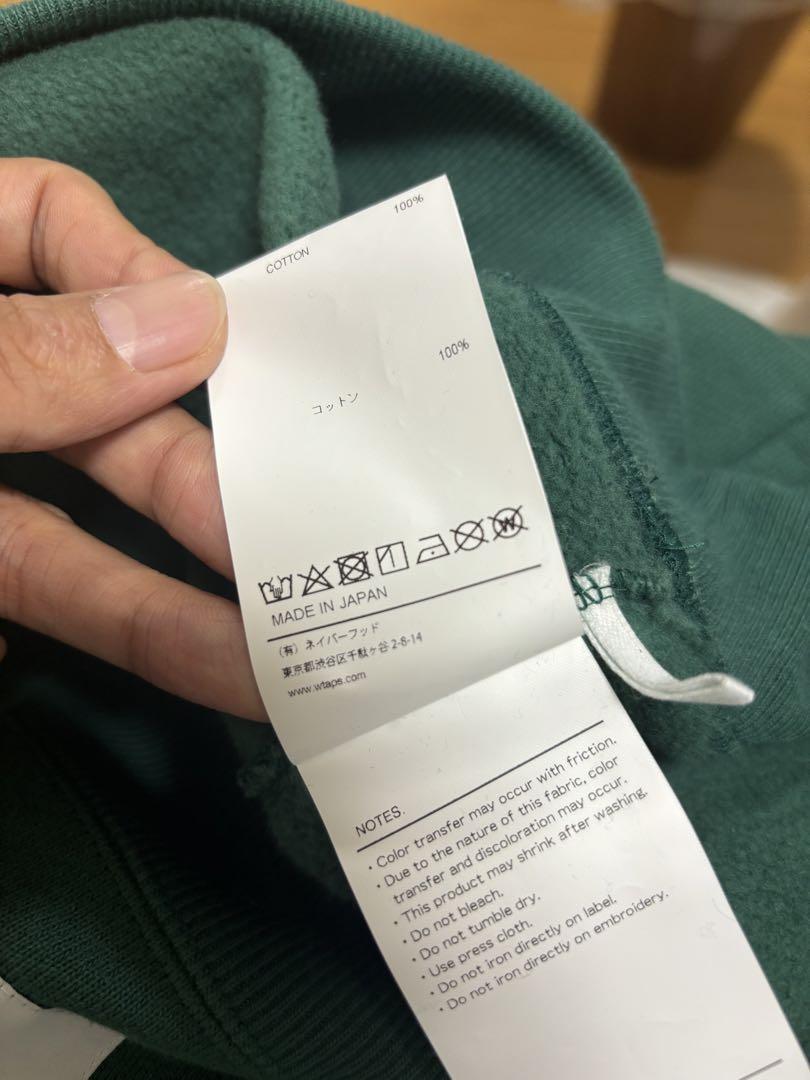 COTTON 100%
コットン 100%
MADE IN JAPAN
(有) ネイバーフッド
東京都渋谷区千駄ヶ谷 2-8-14
www.wtaps.com
NOTES.
・Color transfer may occur with friction.
・Due to the nature of this fabric, color
transfer and discoloration may occur.
・This product may shrink after washing.
・Do not bleach.
・Do not tumble dry.
・Use press cloth.
・Do not iron directly on label.
・Do not iron directly on embroidery.